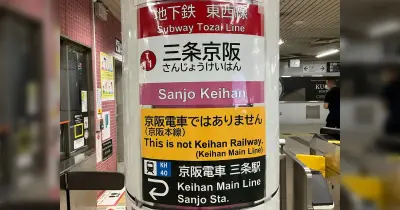 地下鉄 東西線
Subway Tozai Line
T11 三条京阪
さんじょうけいはん
Sanjo Keihan
京阪電車ではありません
(京阪本線)
This is not Keihan Railway.
(Keihan Main Line)
KH
40
京阪電車 三条駅
Keihan Main Line
Sanjo Sta.